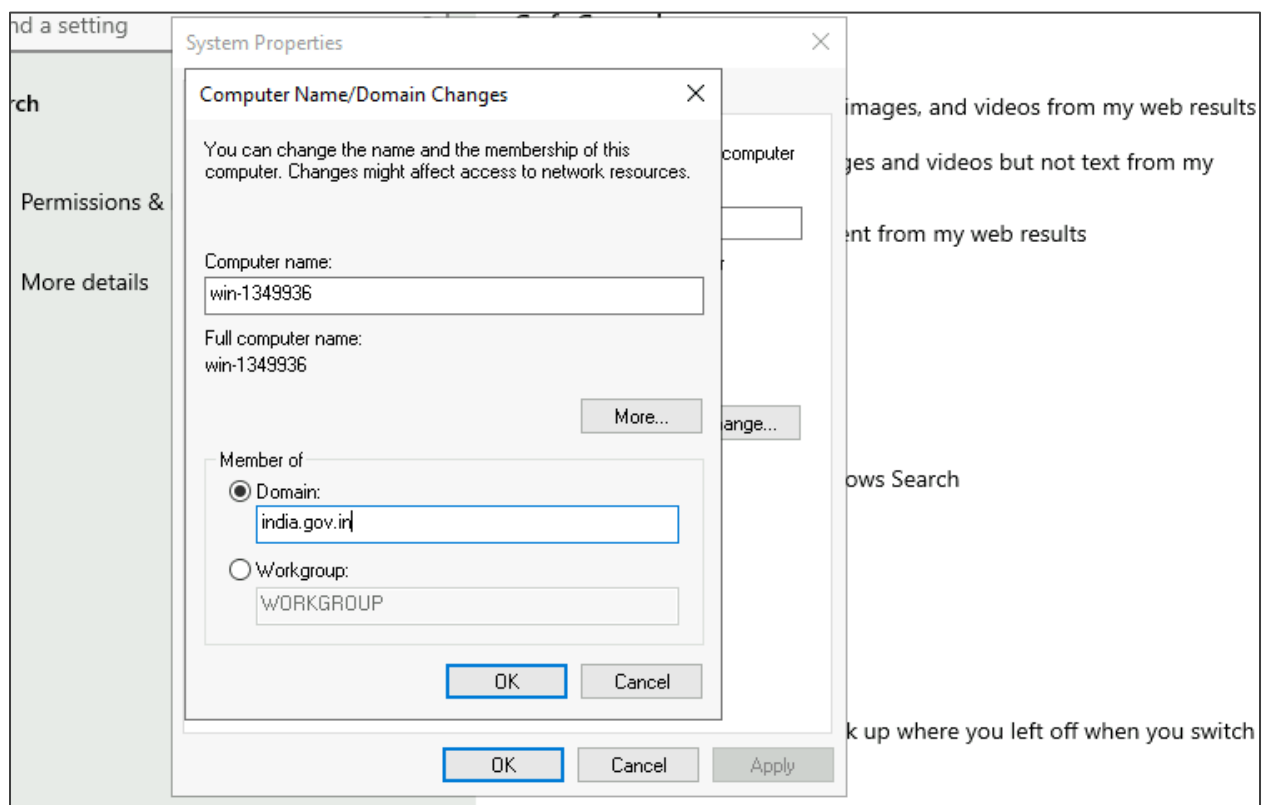 nd a setting
System Properties
Computer Name/Domain Changes
rch
images, and videos from my web results
You can change the name and the membership of this
computer. Changes might affect access to network resources.
computer
ges and videos but not text from my
Permissions &
ent from my web results
Computer name:
More details
win-1349936
Full computer name:
win-1349936
More...
ange...
Member of
Domain:
ows Search
india.gov.in
Workgroup:
WORKGROUP
OK Cancel
k up where you left off when you switch
OK Cancel Apply